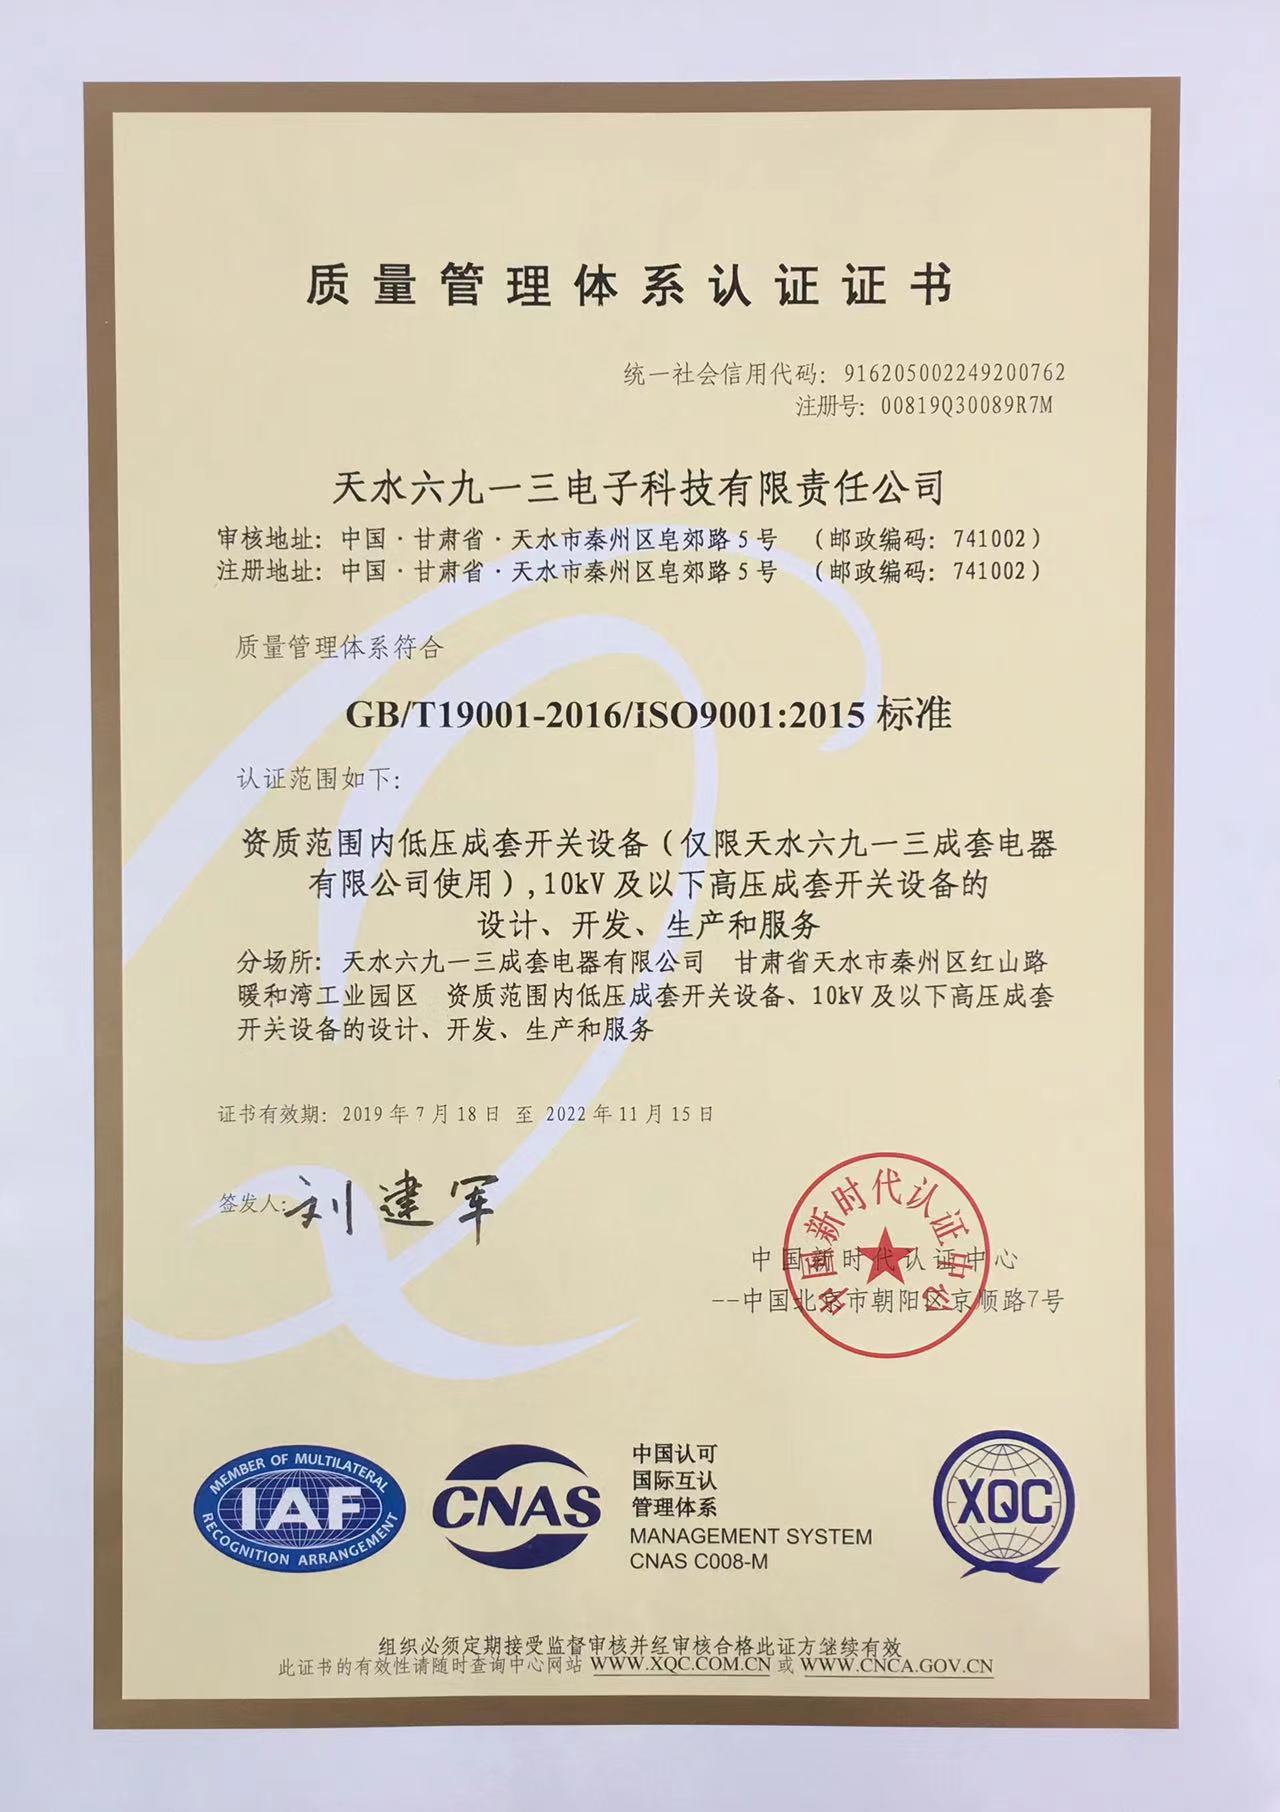 质量管理体系认证证书
统一社会信用代码：916205002249200762
注册号：00819Q30089R7M
天水六九一三电子科技有限责任公司
审核地址：中国·甘肃省·天水市秦州区皂郊路5号 （邮政编码：741002）
注册地址：中国·甘肃省·天水市秦州区皂郊路5号 （邮政编码：741002）
质量管理体系符合
GB/T19001-2016/ISO9001:2015 标准
认证范围如下：
资质范围内低压成套开关设备（仅限天水六九一三成套电器
有限公司使用），10kV及以下高压成套开关设备的
设计、开发、生产和服务
分场所：天水六九一三成套电器有限公司 甘肃省天水市秦州区红山路
暖和湾工业园区 资质范围内低压成套开关设备、10kV及以下高压成套
开关设备的设计、开发、生产和服务
证书有效期：2019年7月18日 至 2022年11月15日
签发人：刘建军
中国新时代认证中心
中国新时代认证中心
--中国北京市朝阳区京顺路7号
MEMBER OF MULTILATERAL
IAF
RECOGNITION ARRANGEMENT
CNAS
中国认可
国际互认
管理体系
MANAGEMENT SYSTEM
CNAS C008-M
XQC
组织必须定期接受监督审核并经审核合格此证方继续有效
此证书的有效性请随时查询中心网站 WWW.XQC.COM.CN 或 WWW.CNCA.GOV.CN